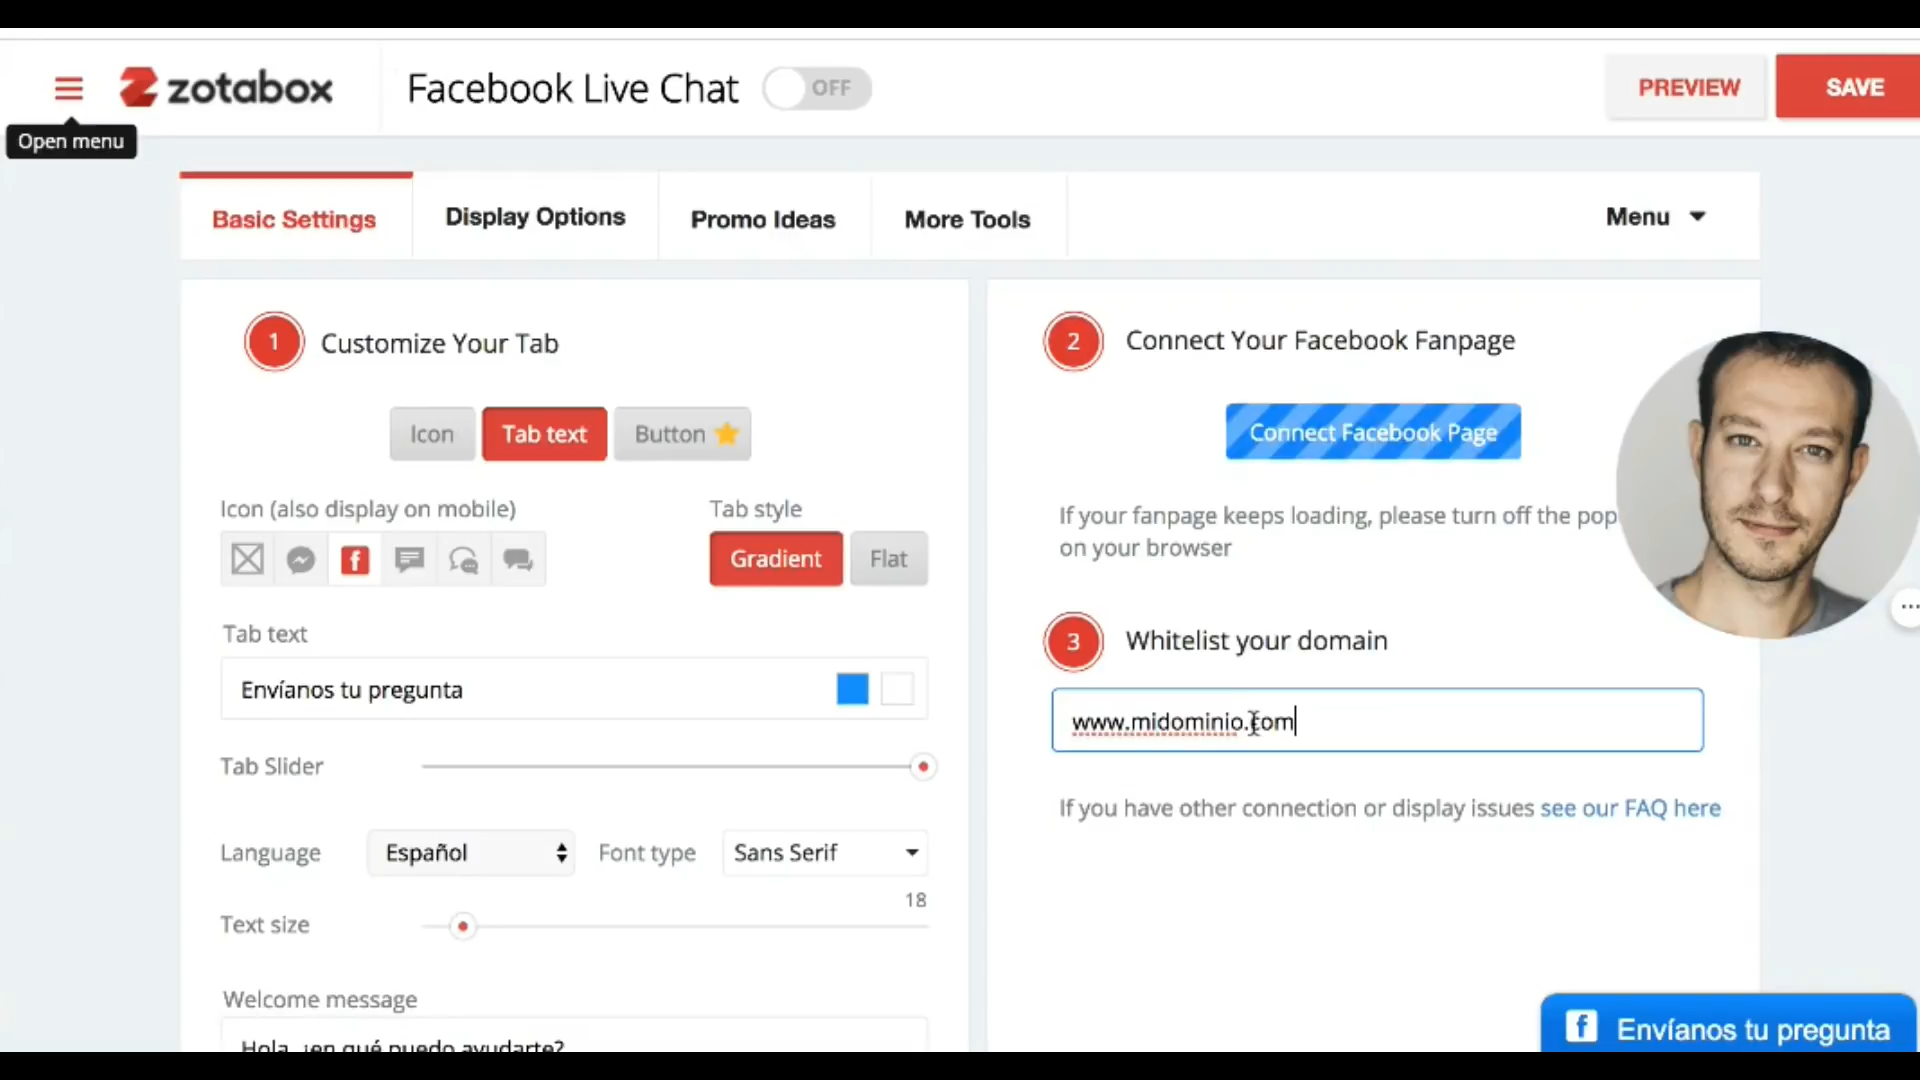 zotabox
Facebook Live Chat
OFF
PREVIEW
SAVE
Open menu
Basic Settings
Display Options
Promo Ideas
More Tools
Menu
1
Customize Your Tab
Icon
Tab text
Button
Icon (also display on mobile)
Tab style
Gradient
Flat
Tab text
Envíanos tu pregunta
Tab Slider
Language
Español
Font type
Sans Serif
18
Text size
Welcome message
Hola, ¿en qué puedo ayudarte?
2
Connect Your Facebook Fanpage
Connect Facebook Page
If your fanpage keeps loading, please turn off the pop
on your browser
3
Whitelist your domain
www.midominio.com
If you have other connection or display issues see our FAQ here
f Envíanos tu pregunta